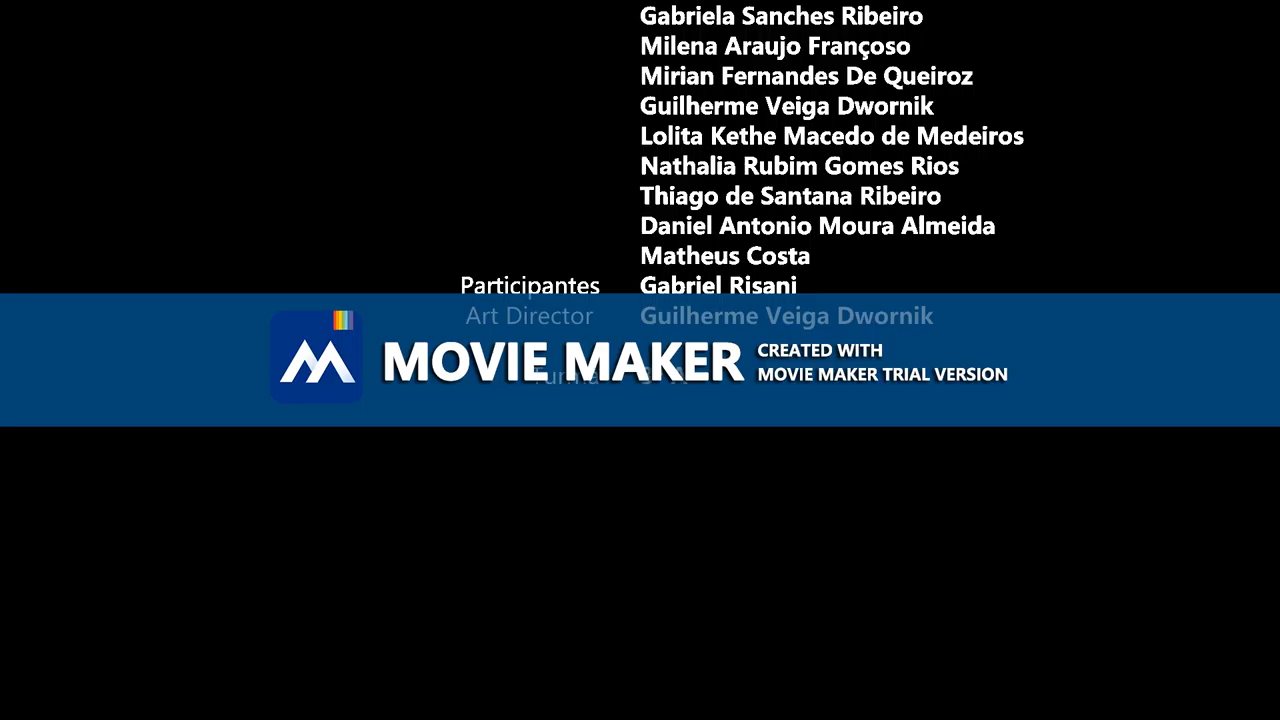 Gabriela Sanches Ribeiro
Milena Araujo Françoso
Mirian Fernandes De Queiroz
Guilherme Veiga Dwornik
Lolita Kethe Macedo de Medeiros
Nathalia Rubim Gomes Rios
Thiago de Santana Ribeiro
Daniel Antonio Moura Almeida
Matheus Costa
Participantes Gabriel Risani
Art Director Guilherme Veiga Dwornik
MOVIE MAKER
CREATED WITH
MOVIE MAKER TRIAL VERSION
Turma